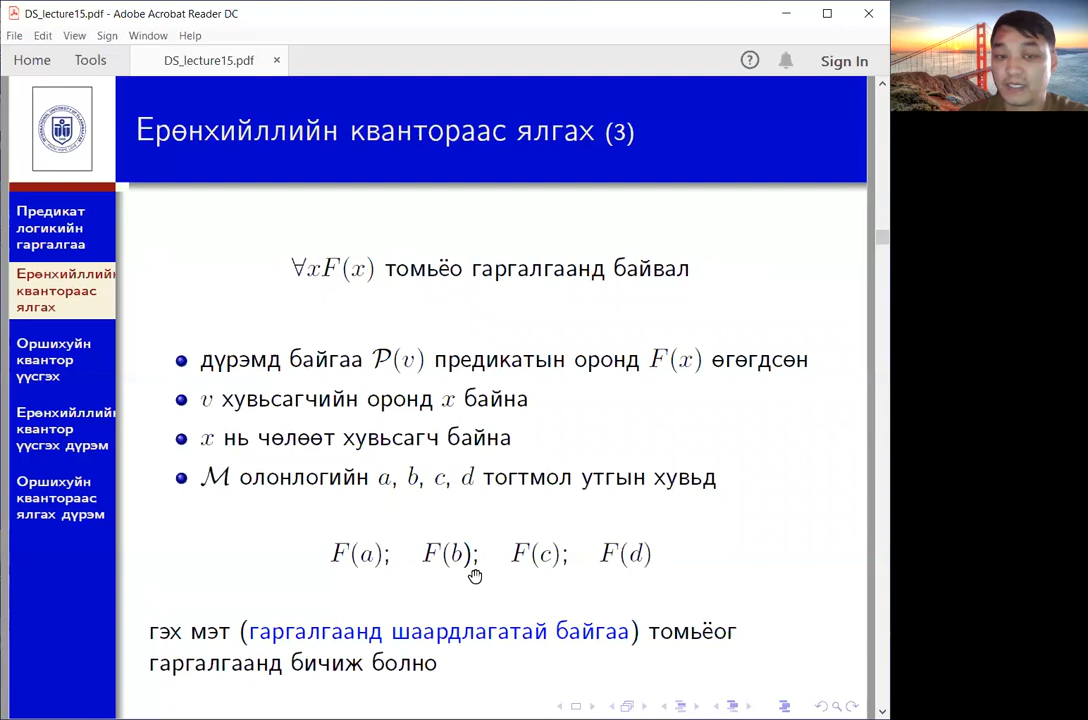 DS_lecture15.pdf - Adobe Acrobat Reader DC
File Edit View Sign Window Help
Home Tools DS_lecture15.pdf × Sign In
Ерөнхийллийн квантораас ялгах (3)
Предикат
логикийн
гаргалгаа
Ерөнхийллийн
квантораас
ялгах
Оршихуйн
квантор
үүсгэх
Ерөнхийллийн
квантор
үүсгэх дүрэм
Оршихуйн
квантораас
ялгах дүрэм
∀xF(x) томьёо гаргалгаанд байвал
дүрэмд байгаа 𝒫(v) предикатын оронд F(x) өгөгдсөн
v хувьсагчийн оронд x байна
x нь чөлөөт хувьсагч байна
ℳ олонлогийн a, b, c, d тогтмол утгын хувьд
F(a); F(b); F(c); F(d)
гэх мэт (гаргалгаанд шаардлагатай байгаа) томьёог
гаргалгаанд бичиж болно